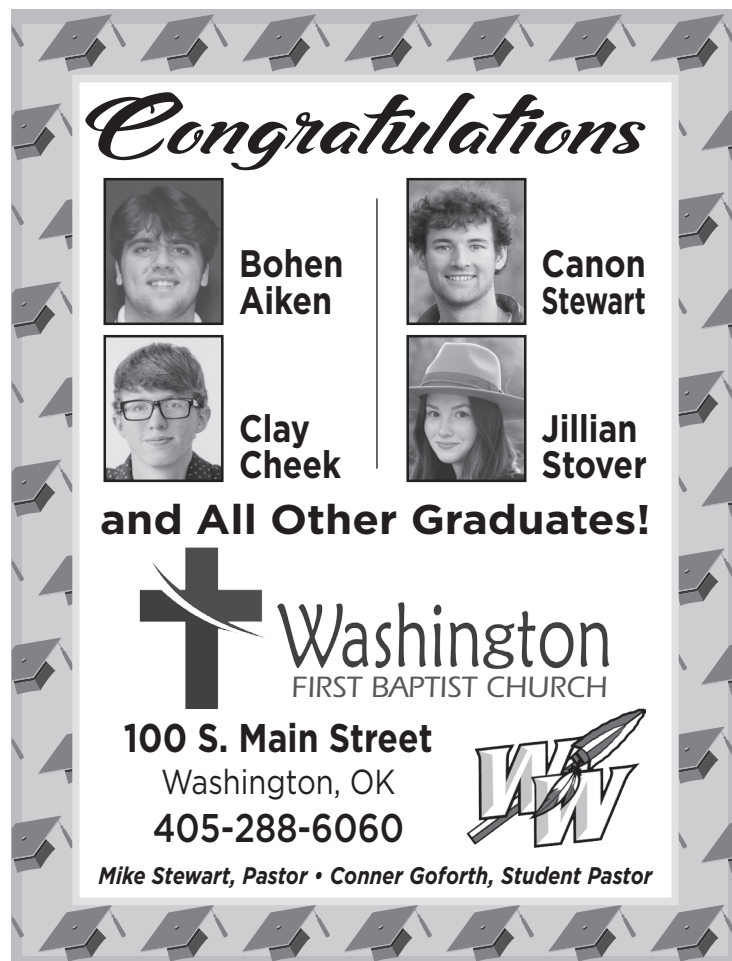 Congratulations
Bohen
Aiken
Canon
Stewart
Clay
Cheek
Jillian
Stover
and All Other Graduates!
Washington
FIRST BAPTIST CHURCH
100 S. Main Street
Washington, OK
405-288-6060
WW
Mike Stewart, Pastor • Conner Goforth, Student Pastor